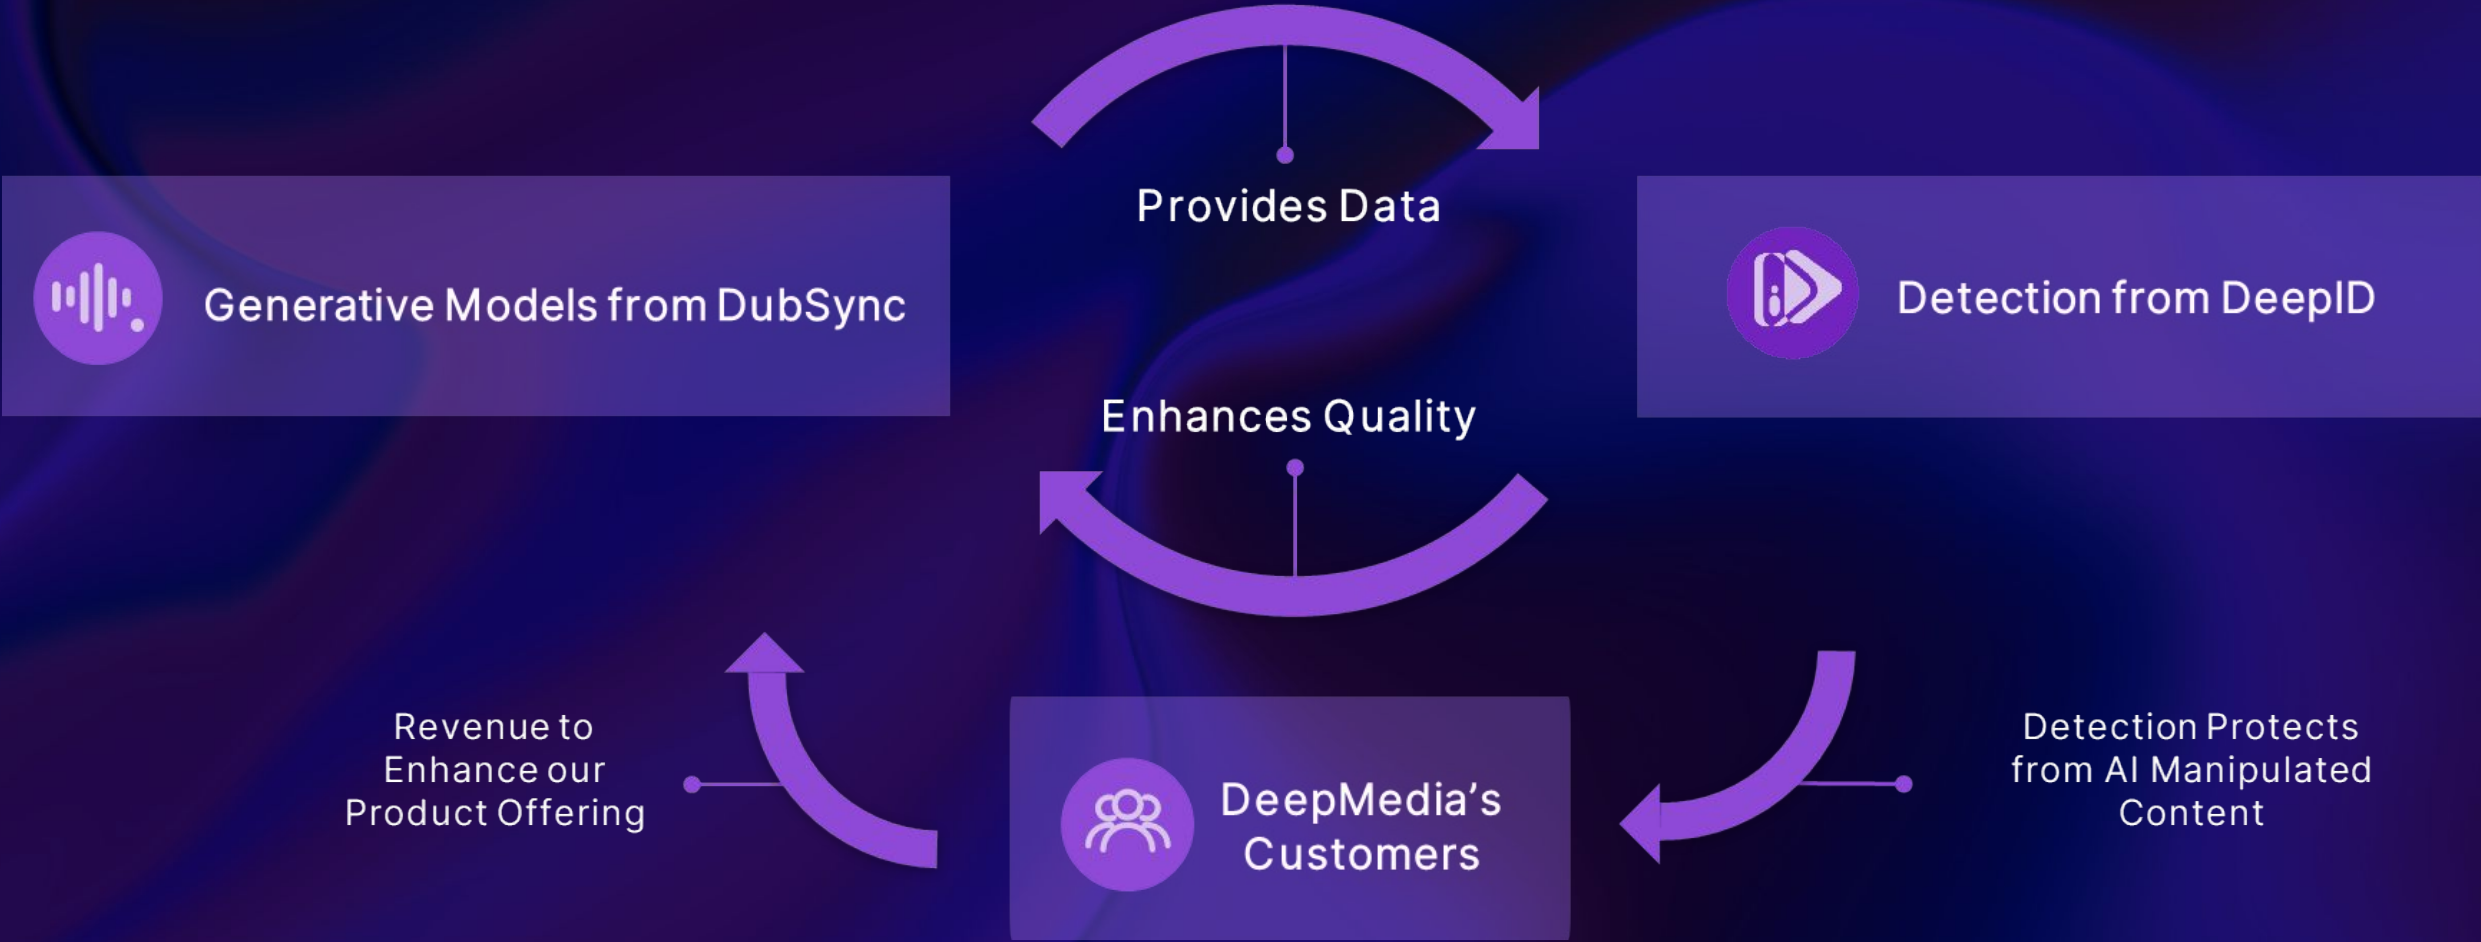 Provides Data
Generative Models from DubSync
Detection from DeepID
Enhances Quality
Revenue to
Enhance our
Product Offering
DeepMedia’s
Customers
Detection Protects
from AI Manipulated
Content